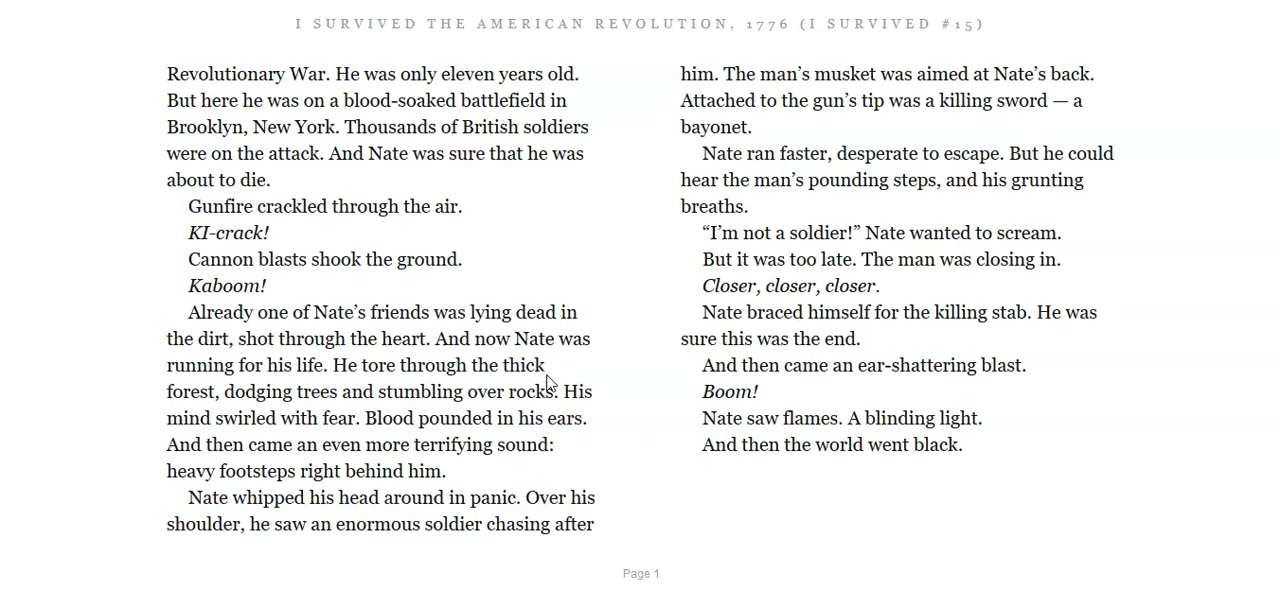 I SURVIVED THE AMERICAN REVOLUTION, 1776 (I SURVIVED #15)
Revolutionary War. He was only eleven years old.
But here he was on a blood-soaked battlefield in
Brooklyn, New York. Thousands of British soldiers
were on the attack. And Nate was sure that he was
about to die.
Gunfire crackled through the air.
KI-crack!
Cannon blasts shook the ground.
Kaboom!
Already one of Nate’s friends was lying dead in
the dirt, shot through the heart. And now Nate was
running for his life. He tore through the thick
forest, dodging trees and stumbling over rocks. His
mind swirled with fear. Blood pounded in his ears.
And then came an even more terrifying sound:
heavy footsteps right behind him.
Nate whipped his head around in panic. Over his
shoulder, he saw an enormous soldier chasing after
him. The man’s musket was aimed at Nate’s back.
Attached to the gun’s tip was a killing sword — a
bayonet.
Nate ran faster, desperate to escape. But he could
hear the man’s pounding steps, and his grunting
breaths.
“I’m not a soldier!” Nate wanted to scream.
But it was too late. The man was closing in.
Closer, closer, closer.
Nate braced himself for the killing stab. He was
sure this was the end.
And then came an ear-shattering blast.
Boom!
Nate saw flames. A blinding light.
And then the world went black.
Page 1